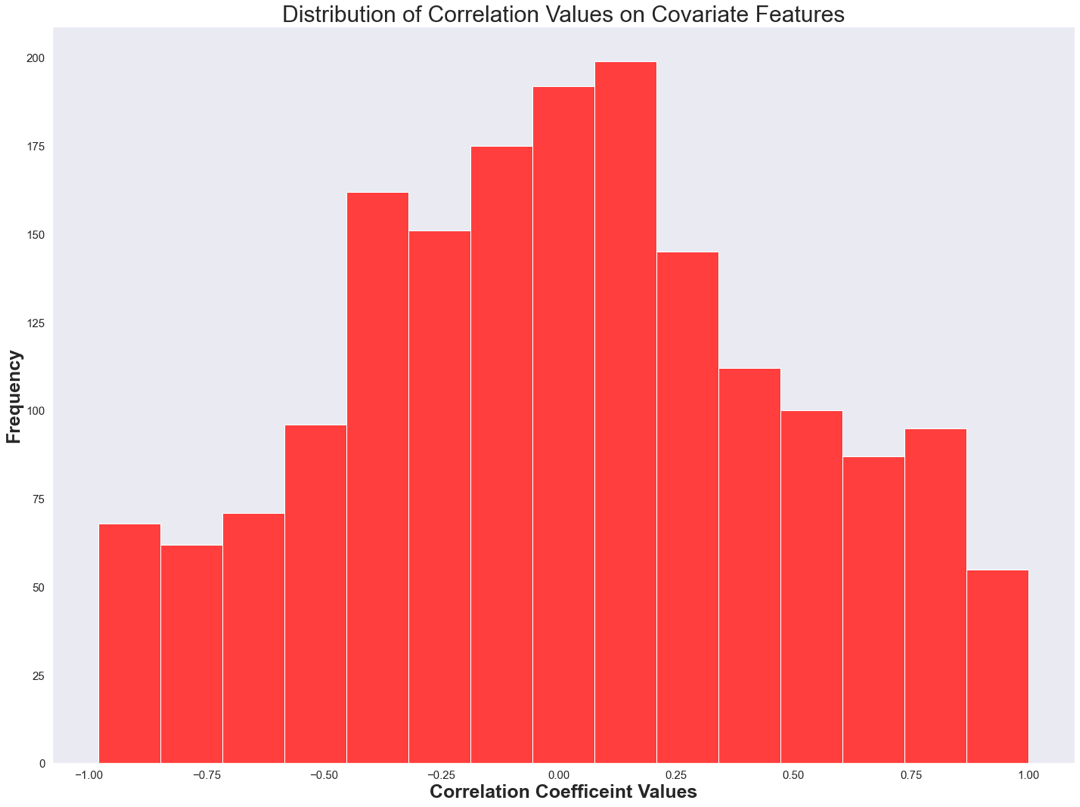 Distribution of Correlation Values on Covariate Features
Frequency
200
175
150
125
100
75
50
25
0
−1.00 −0.75 −0.50 −0.25 0.00 0.25 0.50 0.75 1.00
Correlation Coefficeint Values